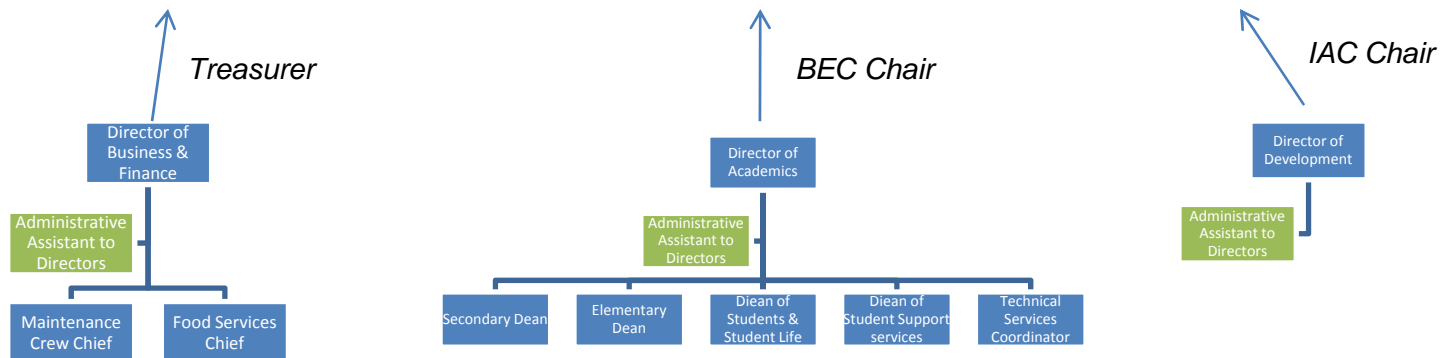 Treasurer
BEC Chair
IAC Chair
Director of
Business &
Finance
Director of
Academics
Director of
Development
Administrative
Assistant to
Directors
Administrative
Assistant to
Directors
Administrative
Assistant to
Directors
Maintenance
Crew Chief
Food Services
Chief
Secondary Dean
Elementary
Dean
Diean of
Students &
Student Life
Diean of
Student Support
services
Technical
Services
Coordinator